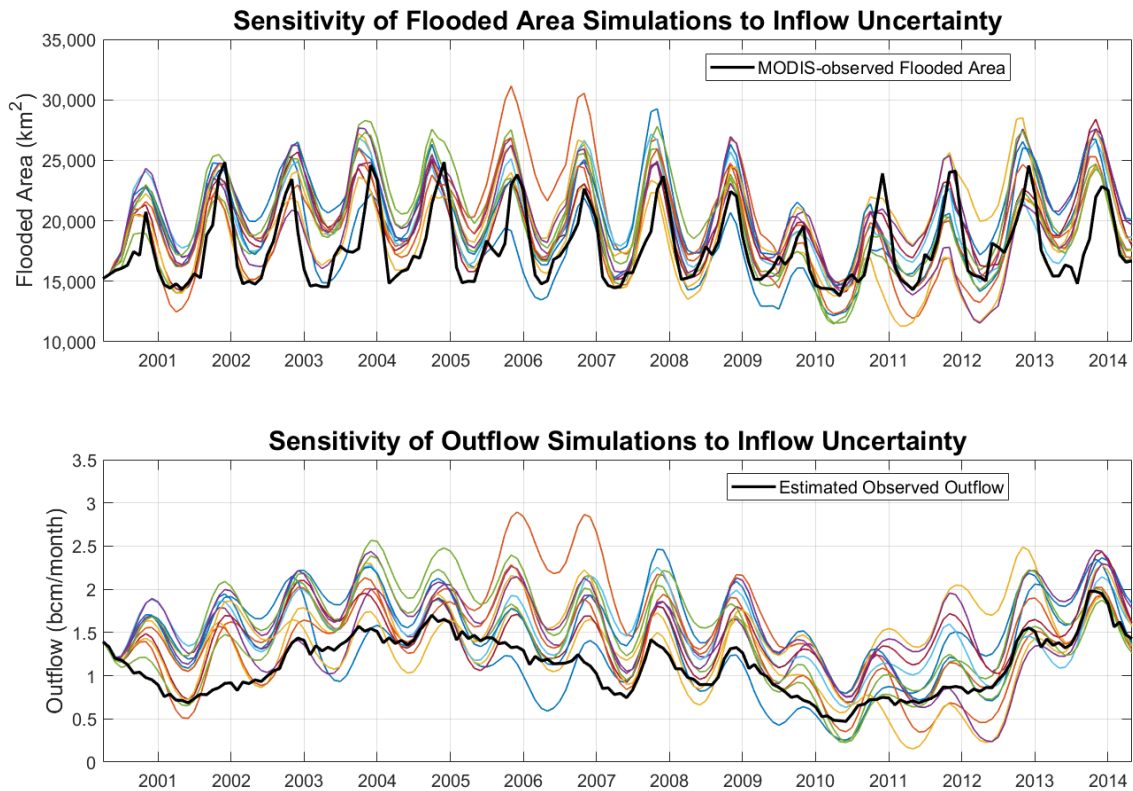 Sensitivity of Flooded Area Simulations to Inflow Uncertainty
35,000
30,000
25,000
20,000
15,000
10,000
Flooded Area (km²)
MODIS-observed Flooded Area
2001 2002 2003 2004 2005 2006 2007 2008 2009 2010 2011 2012 2013 2014
Sensitivity of Outflow Simulations to Inflow Uncertainty
3.5
3
2.5
2
1.5
1
0.5
0
Outflow (bcm/month)
Estimated Observed Outflow
2001 2002 2003 2004 2005 2006 2007 2008 2009 2010 2011 2012 2013 2014